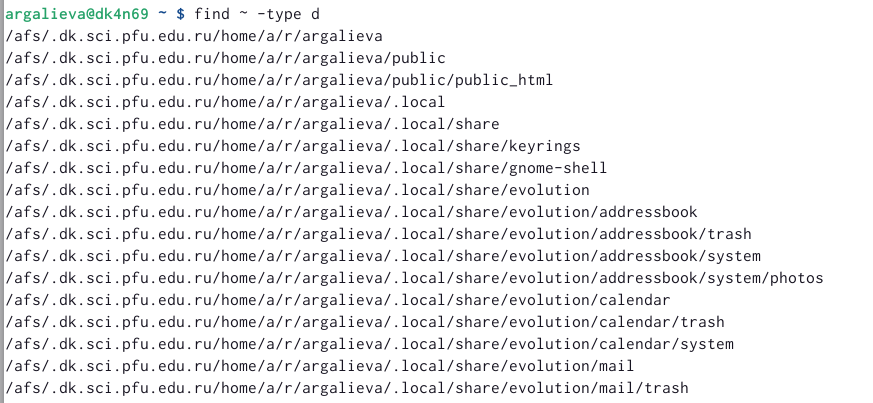 argalieva@dk4n69 ~ $ find ~ -type d
/afs/.dk.sci.pfu.edu.ru/home/a/r/argalieva
/afs/.dk.sci.pfu.edu.ru/home/a/r/argalieva/public
/afs/.dk.sci.pfu.edu.ru/home/a/r/argalieva/public/public_html
/afs/.dk.sci.pfu.edu.ru/home/a/r/argalieva/.local
/afs/.dk.sci.pfu.edu.ru/home/a/r/argalieva/.local/share
/afs/.dk.sci.pfu.edu.ru/home/a/r/argalieva/.local/share/keyrings
/afs/.dk.sci.pfu.edu.ru/home/a/r/argalieva/.local/share/gnome-shell
/afs/.dk.sci.pfu.edu.ru/home/a/r/argalieva/.local/share/evolution
/afs/.dk.sci.pfu.edu.ru/home/a/r/argalieva/.local/share/evolution/addressbook
/afs/.dk.sci.pfu.edu.ru/home/a/r/argalieva/.local/share/evolution/addressbook/trash
/afs/.dk.sci.pfu.edu.ru/home/a/r/argalieva/.local/share/evolution/addressbook/system
/afs/.dk.sci.pfu.edu.ru/home/a/r/argalieva/.local/share/evolution/addressbook/system/photos
/afs/.dk.sci.pfu.edu.ru/home/a/r/argalieva/.local/share/evolution/calendar
/afs/.dk.sci.pfu.edu.ru/home/a/r/argalieva/.local/share/evolution/calendar/trash
/afs/.dk.sci.pfu.edu.ru/home/a/r/argalieva/.local/share/evolution/calendar/system
/afs/.dk.sci.pfu.edu.ru/home/a/r/argalieva/.local/share/evolution/mail
/afs/.dk.sci.pfu.edu.ru/home/a/r/argalieva/.local/share/evolution/mail/trash